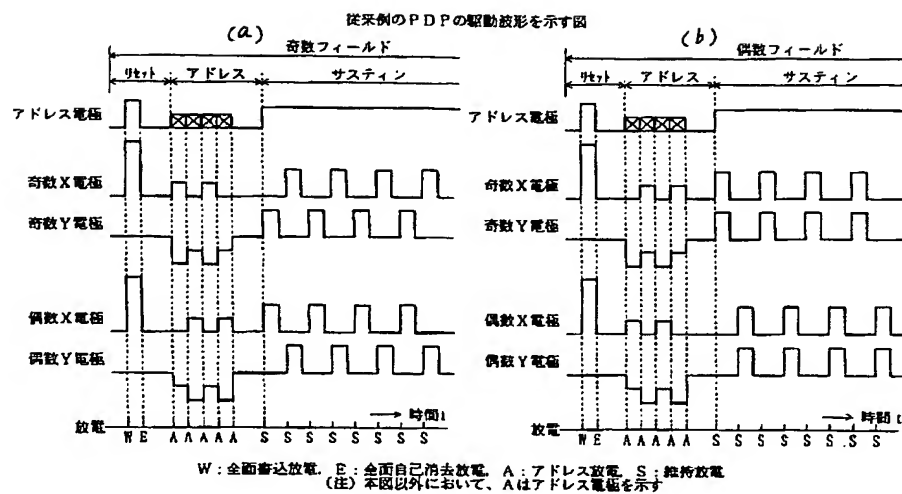 従来例のPDPの駆動波形を示す図
(a)
奇数フィールド
リセット アドレス サスティン
アドレス電極
奇数X電極
奇数Y電極
偶数X電極
偶数Y電極
放電
W E A A A A A S S S S S S S S
時間t
(b)
偶数フィールド
リセット アドレス サスティン
アドレス電極
奇数X電極
奇数Y電極
偶数X電極
偶数Y電極
放電
W E A A A A A S S S S S S S S
時間t
W:全面書込放電, E:全面自己消去放電, A:アドレス放電, S:維持放電
(注) 本図以外において、Aはアドレス電極を示す